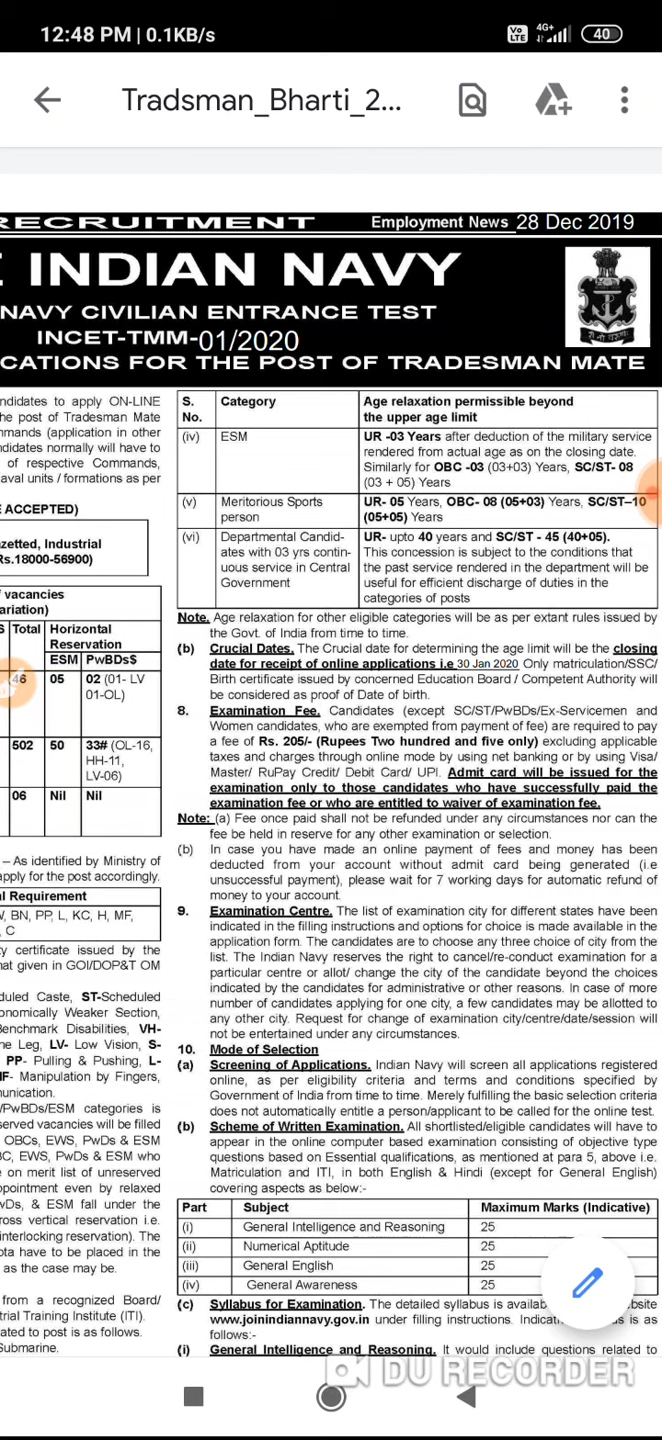 12:48 PM | 0.1KB/s
Vo LTE 4G+ 40
Tradsman_Bharti_2...
RECRUITMENT Employment News 28 Dec 2019
INDIAN NAVY
NAVY CIVILIAN ENTRANCE TEST
INCET-TMM-01/2020
CATIONS FOR THE POST OF TRADESMAN MATE
ndidates to apply ON-LINE
he post of Tradesman Mate
mmands (application in other
ndidates normally will have to
of respective Commands,
aval units / formations as per
E ACCEPTED)
zetted, Industrial
Rs.18000-56900)
f vacancies
ariation)
S Total Horizontal
Reservation
ESM PwBDs$
46 05 02 (01- LV
01-OL)
502 50 33# (OL-16,
HH-11,
LV-06)
06 Nil Nil
– As identified by Ministry of
apply for the post accordingly.
al Requirement
W, BN, PP, L, KC, H, MF,
, C
ty certificate issued by the
hat given in GOI/DOP&T OM
duled Caste, ST-Scheduled
onomically Weaker Section,
Benchmark Disabilities, VH-
ne Leg, LV- Low Vision, S-
PP- Pulling & Pushing, L-
MF- Manipulation by Fingers,
munication.
/PwBDs/ESM categories is
served vacancies will be filled
OBCs, EWS, PwDs & ESM
BC, EWS, PwDs & ESM who
e on merit list of unreserved
ppointment even by relaxed
wDs, & ESM fall under the
ross vertical reservation i.e.
interlocking reservation). The
ota have to be placed in the
as the case may be.
from a recognized Board/
trial Training Institute (ITI).
ated to post is as follows.
Submarine.
S. No. Category Age relaxation permissible beyond
the upper age limit
(iv) ESM UR -03 Years after deduction of the military service
rendered from actual age as on the closing date.
Similarly for OBC -03 (03+03) Years, SC/ST- 08
(03 + 05) Years
(v) Meritorious Sports person UR- 05 Years, OBC- 08 (05+03) Years, SC/ST–10
(05+05) Years
(vi) Departmental Candid- UR- upto 40 years and SC/ST - 45 (40+05).
ates with 03 yrs contin- This concession is subject to the conditions that
uous service in Central the past service rendered in the department will be
Government useful for efficient discharge of duties in the
categories of posts
Note. Age relaxation for other eligible categories will be as per extant rules issued by
the Govt. of India from time to time.
(b) Crucial Dates. The Crucial date for determining the age limit will be the closing
date for receipt of online applications i.e 30 Jan 2020 Only matriculation/SSC/
Birth certificate issued by concerned Education Board / Competent Authority will
be considered as proof of Date of birth.
8. Examination Fee. Candidates (except SC/ST/PwBDs/Ex-Servicemen and
Women candidates, who are exempted from payment of fee) are required to pay
a fee of Rs. 205/- (Rupees Two hundred and five only) excluding applicable
taxes and charges through online mode by using net banking or by using Visa/
Master/ RuPay Credit/ Debit Card/ UPI. Admit card will be issued for the
examination only to those candidates who have successfully paid the
examination fee or who are entitled to waiver of examination fee.
Note: (a) Fee once paid shall not be refunded under any circumstances nor can the
fee be held in reserve for any other examination or selection.
(b) In case you have made an online payment of fees and money has been
deducted from your account without admit card being generated (i.e
unsuccessful payment), please wait for 7 working days for automatic refund of
money to your account.
9. Examination Centre. The list of examination city for different states have been
indicated in the filling instructions and options for choice is made available in the
application form. The candidates are to choose any three choice of city from the
list. The Indian Navy reserves the right to cancel/re-conduct examination for a
particular centre or allot/ change the city of the candidate beyond the choices
indicated by the candidates for administrative or other reasons. In case of more
number of candidates applying for one city, a few candidates may be allotted to
any other city. Request for change of examination city/centre/date/session will
not be entertained under any circumstances.
10. Mode of Selection
(a) Screening of Applications. Indian Navy will screen all applications registered
online, as per eligibility criteria and terms and conditions specified by
Government of India from time to time. Merely fulfilling the basic selection criteria
does not automatically entitle a person/applicant to be called for the online test.
(b) Scheme of Written Examination. All shortlisted/eligible candidates will have to
appear in the online computer based examination consisting of objective type
questions based on Essential qualifications, as mentioned at para 5, above i.e.
Matriculation and ITI, in both English & Hindi (except for General English)
covering aspects as below:-
Part Subject Maximum Marks (Indicative)
(i) General Intelligence and Reasoning 25
(ii) Numerical Aptitude 25
(iii) General English 25
(iv) General Awareness 25
(c) Syllabus for Examination. The detailed syllabus is availab bsite
www.joinindiannavy.gov.in under filling instructions. Indicat s is as
follows:-
(i) General Intelligence and Reasoning. It would include questions related to
DU RECORDER